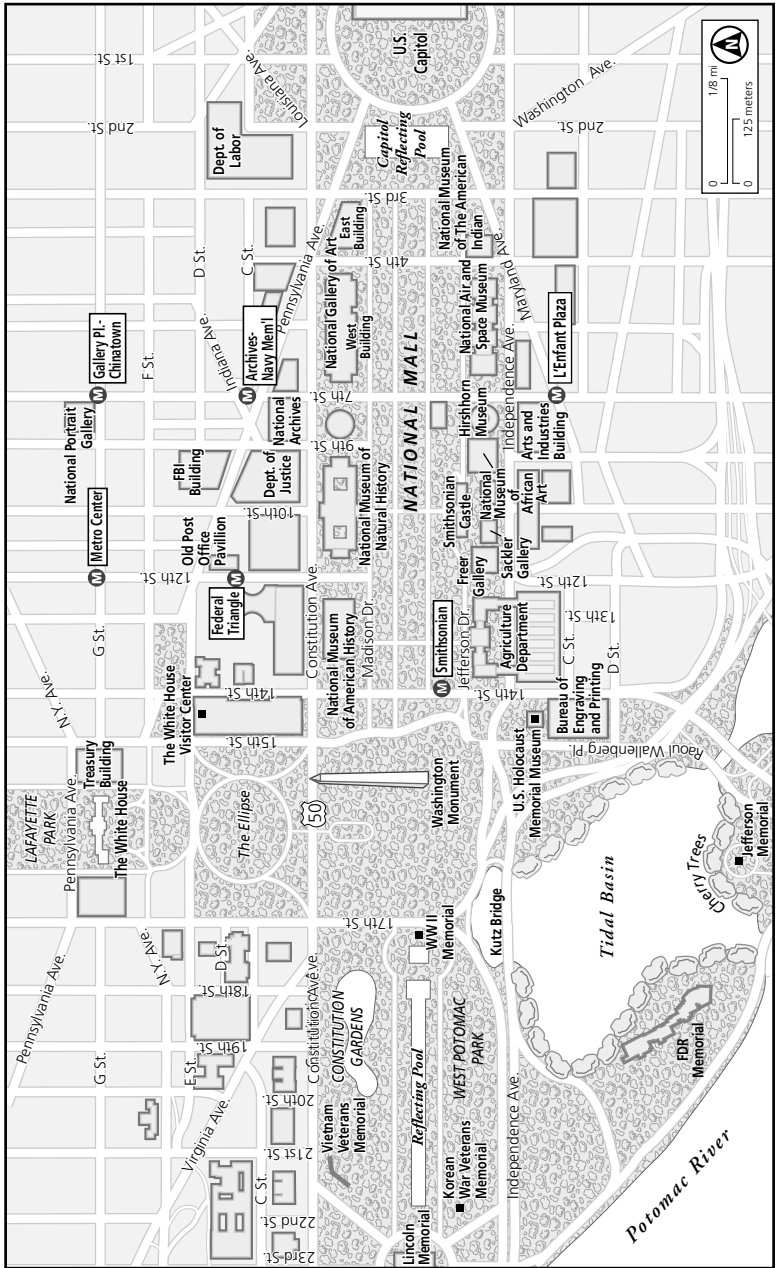 Pennsylvania Ave.
G St.
Virginia Ave.
E St.
23rd St.
22nd St.
21st St.
20th St.
19th St.
18th St.
17th St.
C St.
D St.
N.Y. Ave.
Constitution Ave.
Vietnam
Veterans
Memorial
CONSTITUTION
GARDENS
Lincoln
Memorial
Reflecting Pool
Korean
War Veterans
Memorial
WEST POTOMAC
PARK
Independence Ave.
WW II
Memorial
Potomac River
FDR
Memorial
Kutz Bridge
Tidal Basin
Cherry Trees
Jefferson
Memorial
LAFAYETTE
PARK
Pennsylvania Ave.
The White House
Treasury
Building
The Ellipse
50
Washington
Monument
N.Y. Ave.
G St.
The White House
Visitor Center
15th St.
14th St.
U.S. Holocaust
Memorial Museum
Raoul Wallenberg Pl.
Bureau of
Engraving
and Printing
14th St.
C St.
D St.
13th St.
12th St.
Metro Center
M
12th St.
Federal
Triangle
M
Old Post
Office
Pavillion
Constitution Ave.
National Museum
of American History
Madison Dr.
Smithsonian
M
Jefferson Dr.
Agriculture
Department
Freer
Gallery
Sackler
Gallery
Smithsonian
Castle
National
Museum
of
African
Art
National Museum of
Natural History
10th St.
FBI
Building
Dept. of
Justice
9th St.
National
Archives
7th St.
National Portrait
Gallery
M
Gallery Pl.-
Chinatown
F St.
Indiana Ave.
M
Archives-
Navy Mem'l
Pennsylvania Ave.
NATIONAL MALL
Hirshhorn
Museum
Arts and
Industries
Building
Independence Ave.
M
L'Enfant Plaza
National Gallery of Art
West
Building
East
Building
National Air and
Space Museum
Maryland Ave.
D St.
C St.
4th St.
3rd St.
National Museum
of The American
Indian
Dept. of
Labor
2nd St.
1st St.
Louisiana Ave.
Capitol
Reflecting
Pool
U.S.
Capitol
Washington Ave.
2nd St.
N
0
1/8 mi
0
125 meters